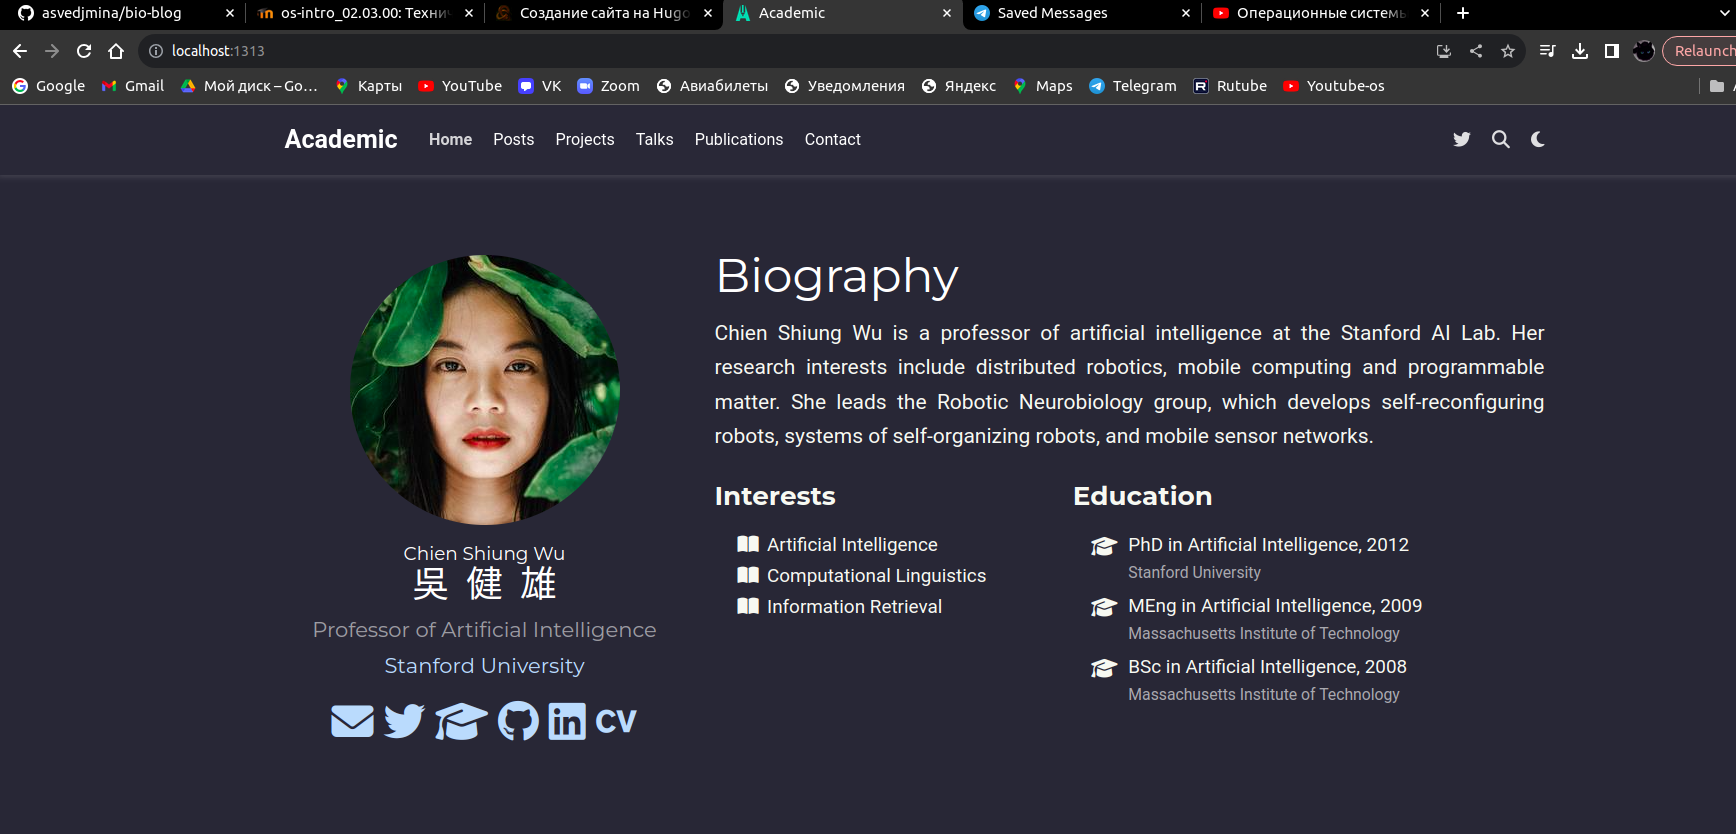 asvedjmina/bio-blog
os-intro_02.03.00: Технич
Создание сайта на Hugo
Academic
Saved Messages
Операционные системы
localhost:1313
Relaunch
Google
Gmail
Мой диск – Go...
Карты
YouTube
VK
Zoom
Авиабилеты
Уведомления
Яндекс
Maps
Telegram
Rutube
Youtube-os
Academic
Home
Posts
Projects
Talks
Publications
Contact
Biography
Chien Shiung Wu is a professor of artificial intelligence at the Stanford AI Lab. Her
research interests include distributed robotics, mobile computing and programmable
matter. She leads the Robotic Neurobiology group, which develops self-reconfiguring
robots, systems of self-organizing robots, and mobile sensor networks.
Chien Shiung Wu
吳健雄
Professor of Artificial Intelligence
Stanford University
CV
Interests
Artificial Intelligence
Computational Linguistics
Information Retrieval
Education
PhD in Artificial Intelligence, 2012
Stanford University
MEng in Artificial Intelligence, 2009
Massachusetts Institute of Technology
BSc in Artificial Intelligence, 2008
Massachusetts Institute of Technology